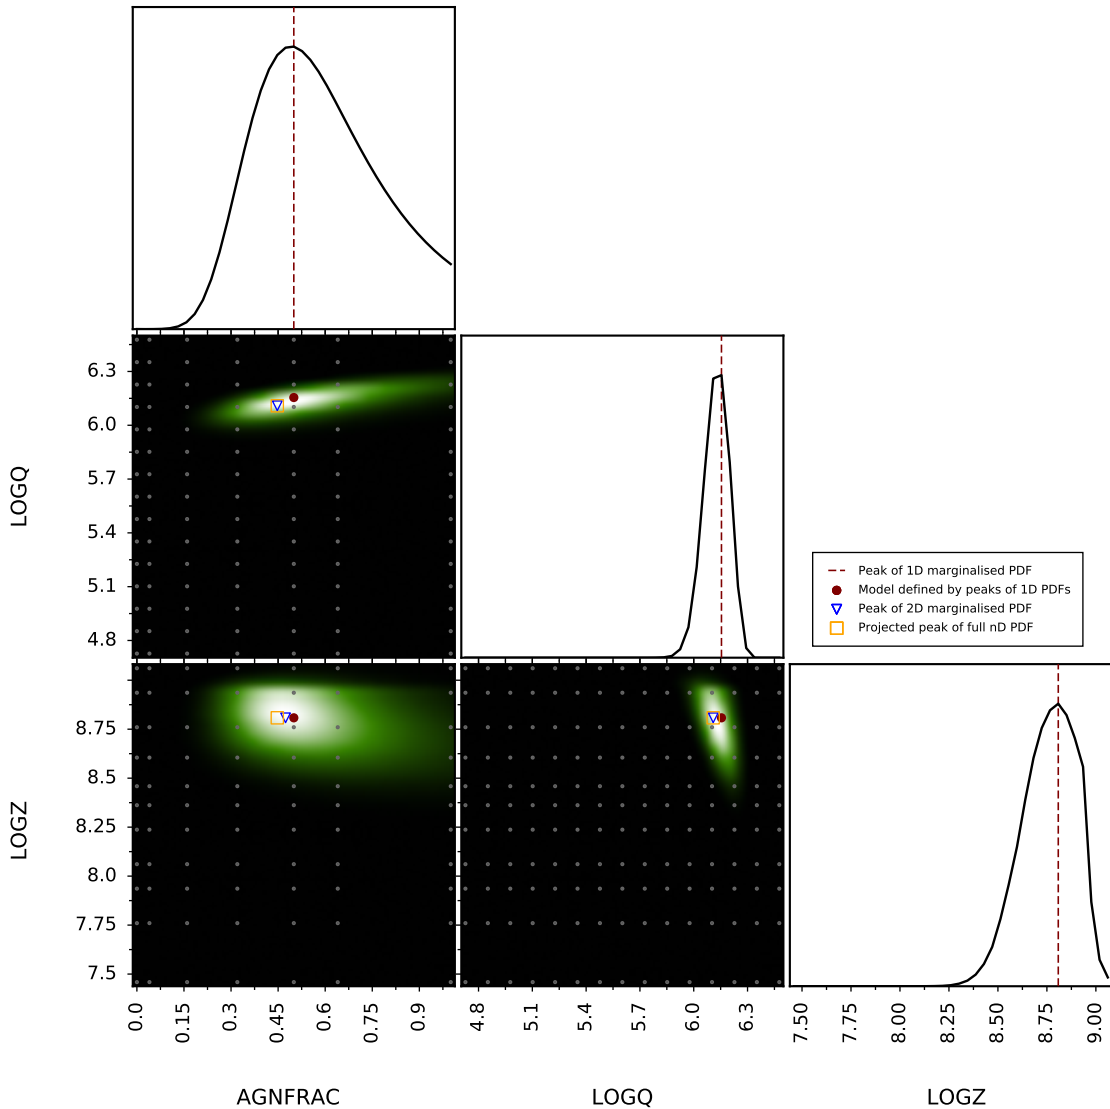 6.3
6.0
5.7
5.4
5.1
4.8
LOGQ
Peak of 1D marginalised PDF
Model defined by peaks of 1D PDFs
Peak of 2D marginalised PDF
Projected peak of full nD PDF
8.75
8.5
8.25
8.0
7.75
7.5
LOGZ
0.0 0.15 0.3 0.45 0.6 0.75 0.9
4.8 5.1 5.4 5.7 6.0 6.3
7.50 7.75 8.00 8.25 8.50 8.75 9.00
AGNFRAC LOGQ LOGZ